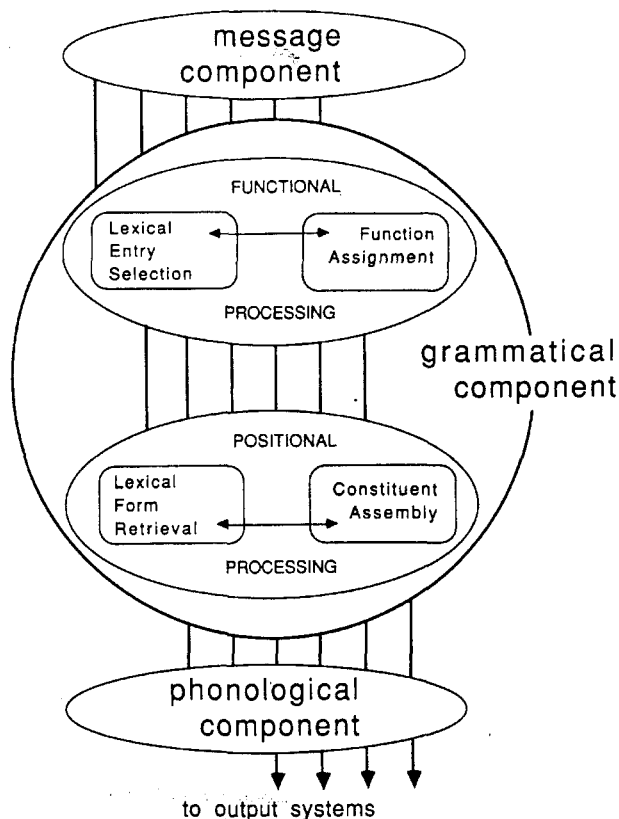 message
component
FUNCTIONAL
Lexical
Entry
Selection
Function
Assignment
PROCESSING
grammatical
component
POSITIONAL
Lexical
Form
Retrieval
Constituent
Assembly
PROCESSING
phonological
component
to output systems